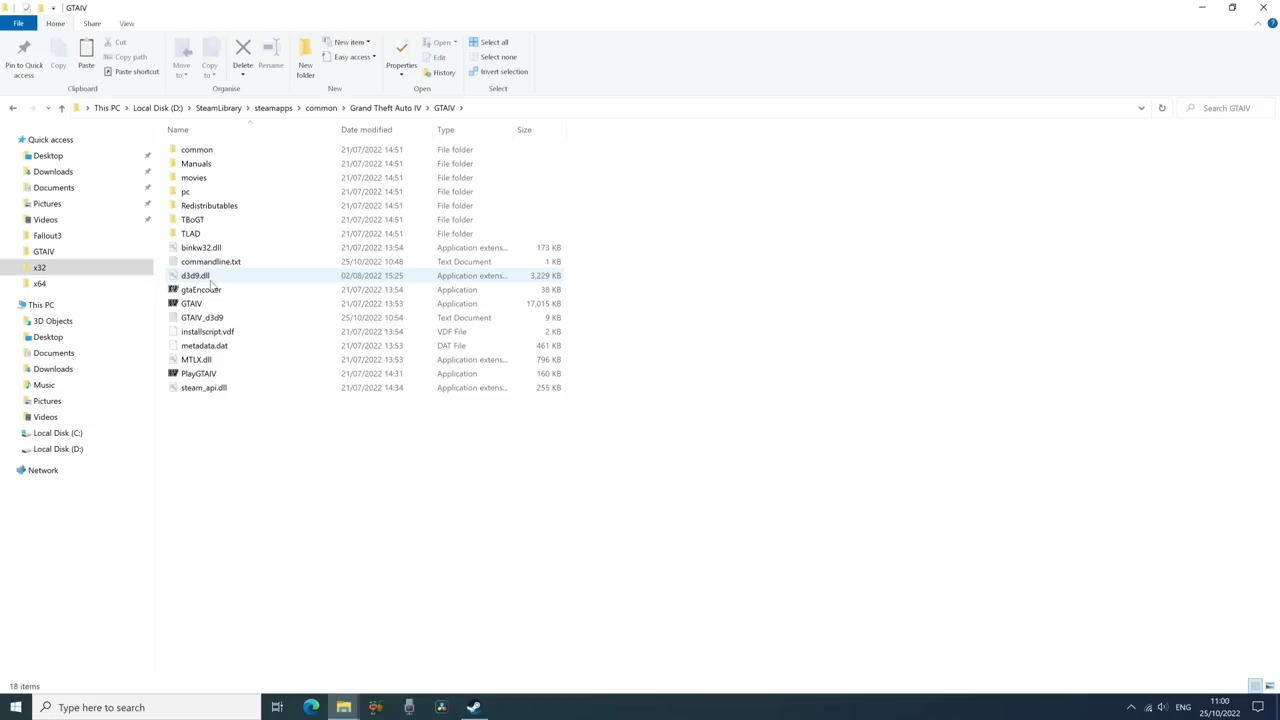 GTAIV
File Home Share View
Pin to Quick access
Copy
Paste
Cut
Copy path
Paste shortcut
Clipboard
Move to
Copy to
Delete
Rename
Organise
New folder
New item
Easy access
New
Properties
Open
Edit
History
Open
Select all
Select none
Invert selection
Select
This PC Local Disk (D:) SteamLibrary steamapps common Grand Theft Auto IV GTAIV
Search GTAIV
Quick access
Desktop
Downloads
Documents
Pictures
Videos
Fallout3
GTAIV
x32
x64
This PC
3D Objects
Desktop
Documents
Downloads
Music
Pictures
Videos
Local Disk (C:)
Local Disk (D:)
Network
Name Date modified Type Size
common 21/07/2022 14:51 File folder
Manuals 21/07/2022 14:51 File folder
movies 21/07/2022 14:51 File folder
pc 21/07/2022 14:51 File folder
Redistributables 21/07/2022 14:51 File folder
TBoGT 21/07/2022 14:51 File folder
TLAD 21/07/2022 14:51 File folder
binkw32.dll 21/07/2022 13:54 Application extens... 173 KB
commandline.txt 25/10/2022 10:48 Text Document 1 KB
d3d9.dll 02/08/2022 15:25 Application extens... 3,229 KB
gtaEncoder 21/07/2022 13:54 Application 38 KB
GTAIV 21/07/2022 13:53 Application 17,015 KB
GTAIV_d3d9 25/10/2022 10:54 Text Document 9 KB
installscript.vdf 21/07/2022 13:54 VDF File 2 KB
metadata.dat 21/07/2022 13:53 DAT File 461 KB
MTLX.dll 21/07/2022 13:53 Application extens... 796 KB
PlayGTAIV 21/07/2022 14:31 Application 160 KB
steam_api.dll 21/07/2022 14:34 Application extens... 255 KB
18 items
Type here to search
ENG
11:00
25/10/2022